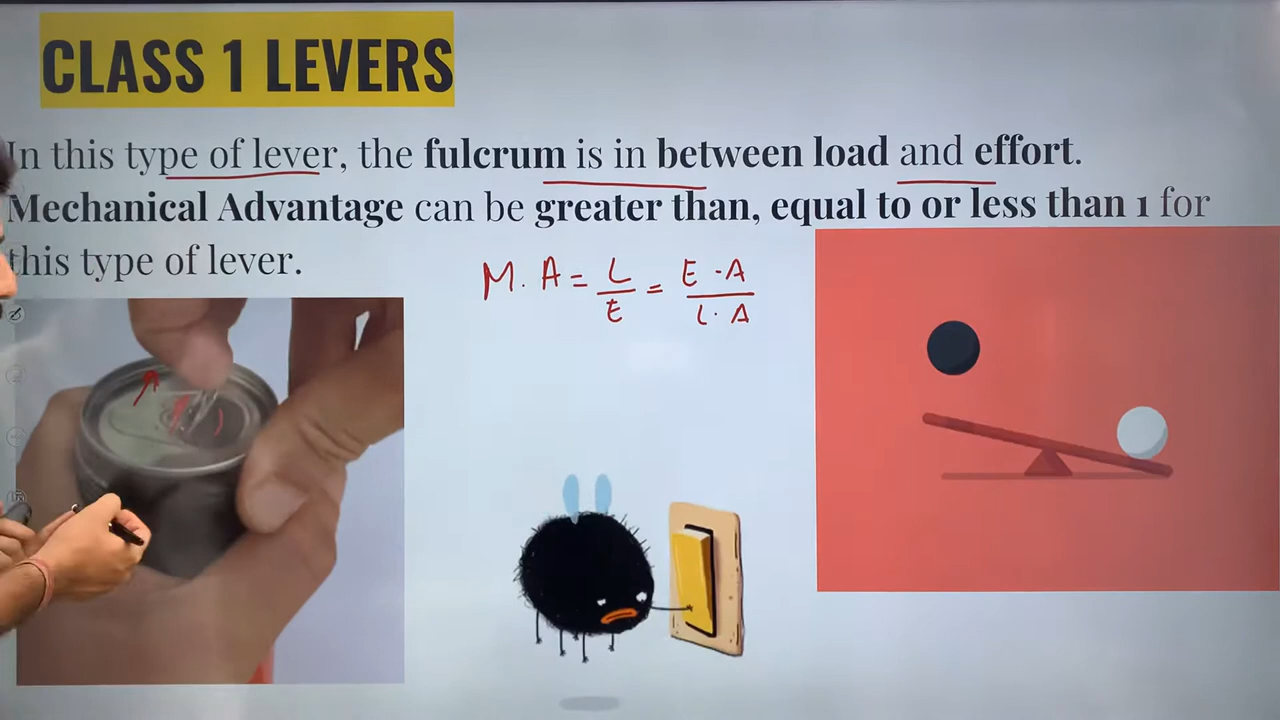 CLASS 1 LEVERS
In this type of lever, the fulcrum is in between load and effort.
Mechanical Advantage can be greater than, equal to or less than 1 for
this type of lever.
M. A = L/E = E.A/L.A